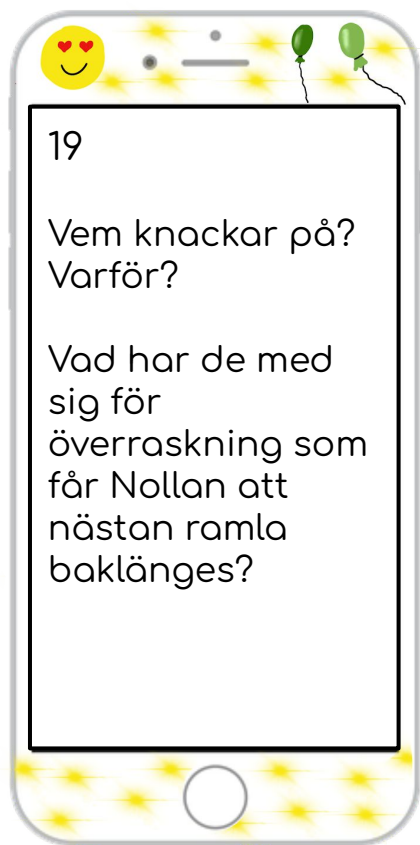 19
Vem knackar på?
Varför?
Vad har de med
sig för
överraskning som
får Nollan att
nästan ramla
baklänges?